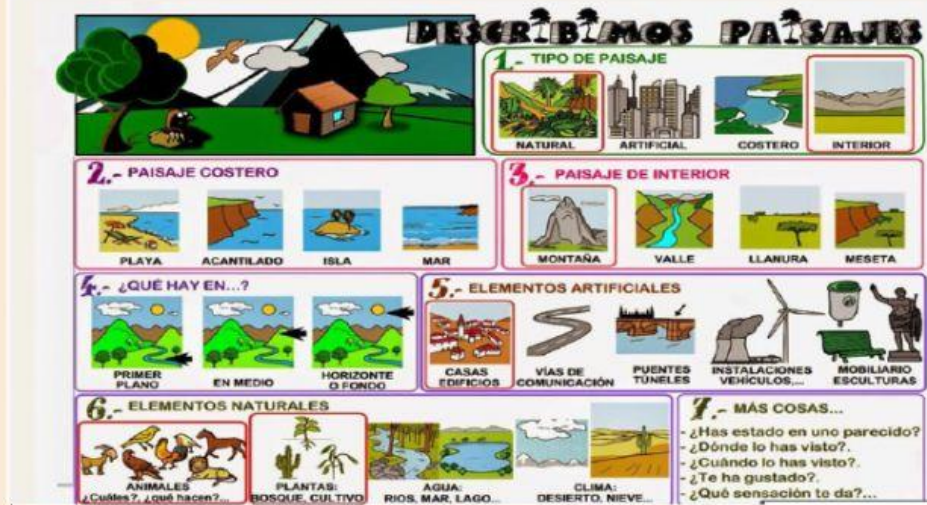 DESCRIBIMOS PAISAJES
1.- TIPO DE PAISAJE
NATURAL
ARTIFICIAL
COSTERO
INTERIOR
2.- PAISAJE COSTERO
PLAYA
ACANTILADO
ISLA
MAR
3.- PAISAJE DE INTERIOR
MONTAÑA
VALLE
LLANURA
MESETA
4.- ¿QUÉ HAY EN...?
PRIMER
PLANO
EN MEDIO
HORIZONTE
O FONDO
5.- ELEMENTOS ARTIFICIALES
CASAS
EDIFICIOS
VÍAS DE
COMUNICACIÓN
PUENTES
TÚNELES
INSTALACIONES
VEHÍCULOS,...
MOBILIARIO
ESCULTURAS
6.- ELEMENTOS NATURALES
ANIMALES
¿Cuáles?, ¿qué hacen?...
PLANTAS:
BOSQUE, CULTIVO
AGUA:
RIOS, MAR, LAGO...
CLIMA:
DESIERTO, NIEVE...
7.- MÁS COSAS...
- ¿Has estado en uno parecido?
- ¿Dónde lo has visto?.
- ¿Cuándo lo has visto?.
- ¿Te ha gustado?.
- ¿Qué sensación te da?...